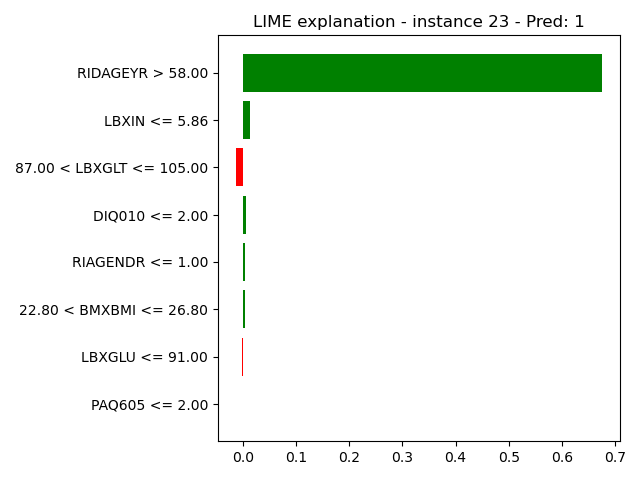 LIME explanation - instance 23 - Pred: 1
RIDAGEYR > 58.00
LBXIN <= 5.86
87.00 < LBXGLT <= 105.00
DIQ010 <= 2.00
RIAGENDR <= 1.00
22.80 < BMXBMI <= 26.80
LBXGLU <= 91.00
PAQ605 <= 2.00
0.0 0.1 0.2 0.3 0.4 0.5 0.6 0.7